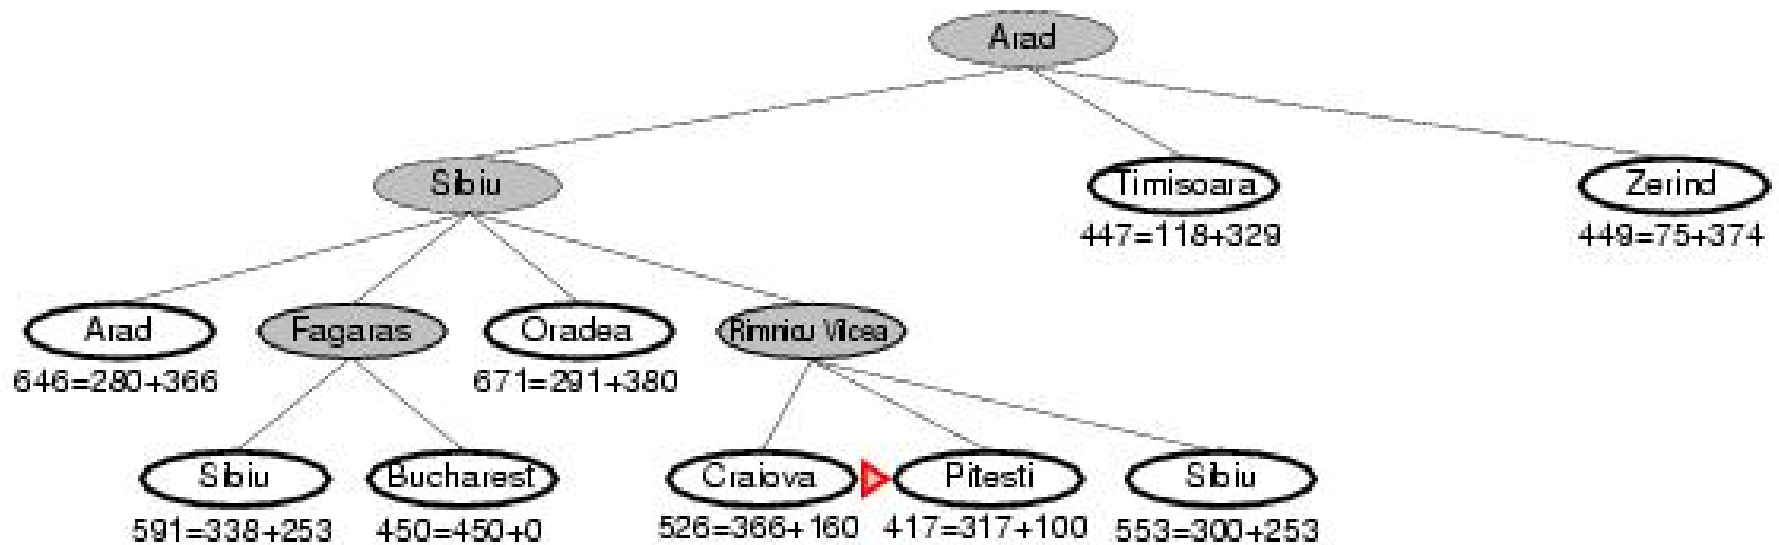 Arad
Sibiu
Timisoara
Zerind
447=118+329
449=75+374
Arad
Fagaras
Oradea
Rimnicu Vilcea
646=280+366
671=291+380
Sibiu
Bucharest
Craiova
Pitesti
Sibiu
591=338+253
450=450+0
526=366+160
417=317+100
553=300+253